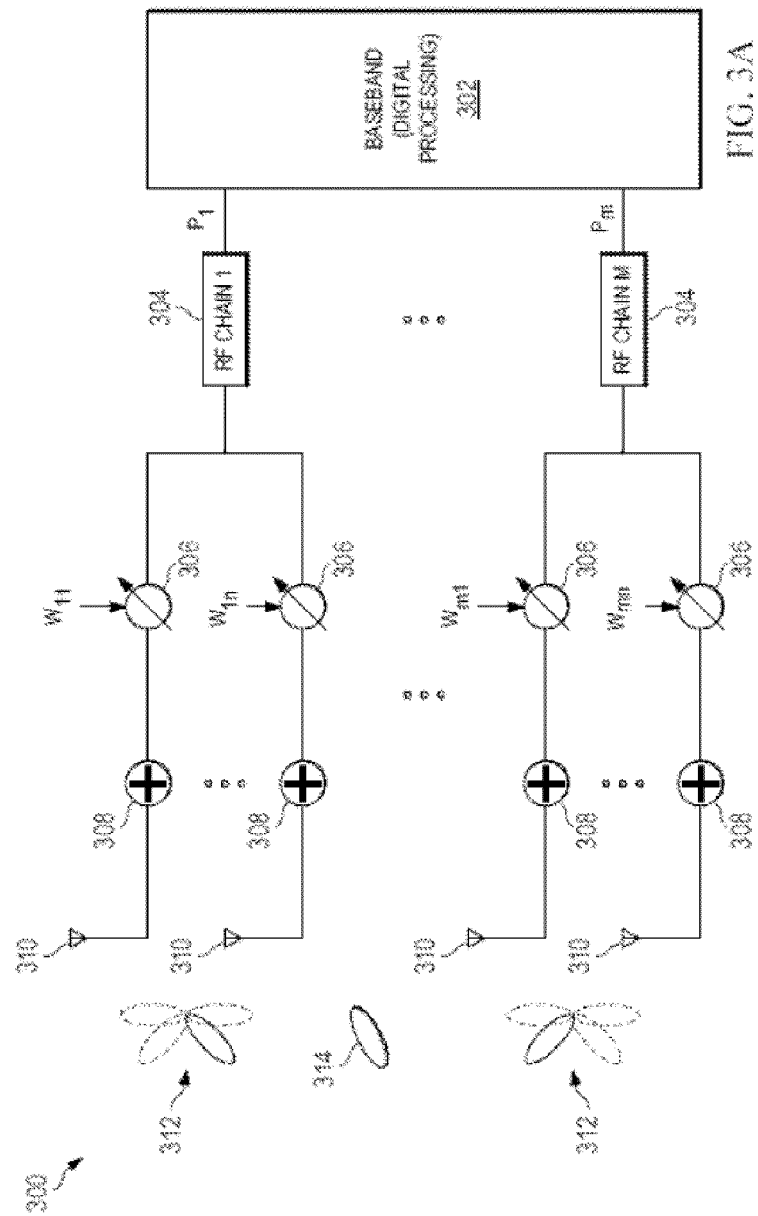 300
310
W11
308
306
304
P1
RF CHAIN 1
312
310
W1n
308
306
314
BASEBAND
(DIGITAL
PROCESSING)
302
310
Wm1
308
306
Pm
RF CHAIN M
304
312
310
Wmn
308
306
FIG. 3A